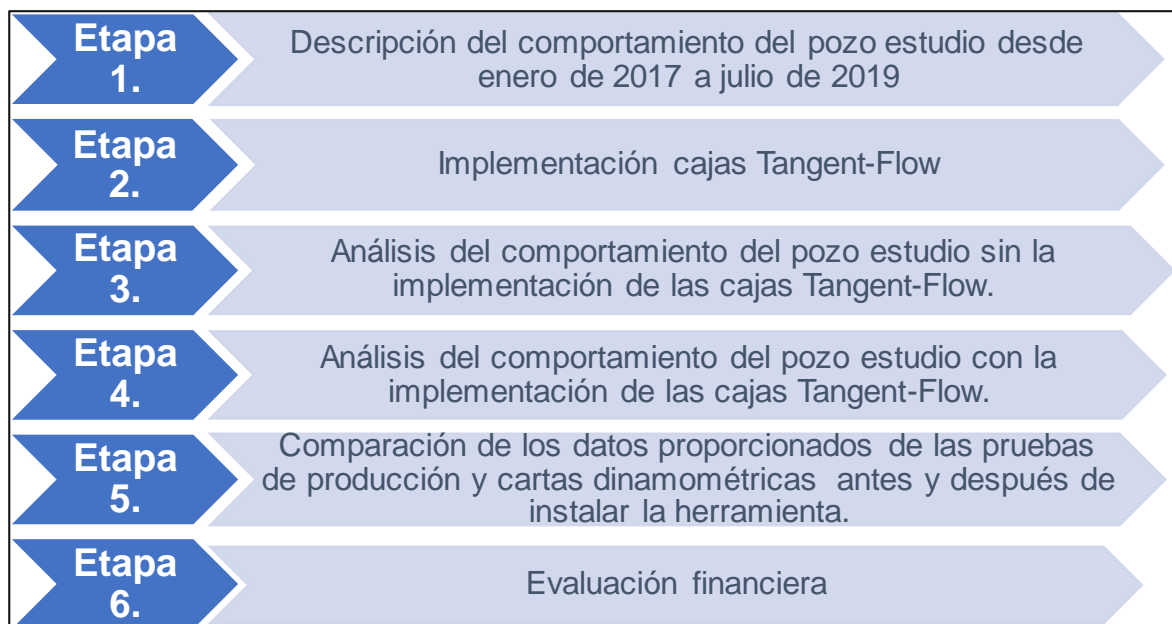 Etapa
1.
Descripción del comportamiento del pozo estudio desde
enero de 2017 a julio de 2019
Etapa
2.
Implementación cajas Tangent-Flow
Etapa
3.
Análisis del comportamiento del pozo estudio sin la
implementación de las cajas Tangent-Flow.
Etapa
4.
Análisis del comportamiento del pozo estudio con la
implementación de las cajas Tangent-Flow.
Etapa
5.
Comparación de los datos proporcionados de las pruebas
de producción y cartas dinamométricas antes y después de
instalar la herramienta.
Etapa
6.
Evaluación financiera